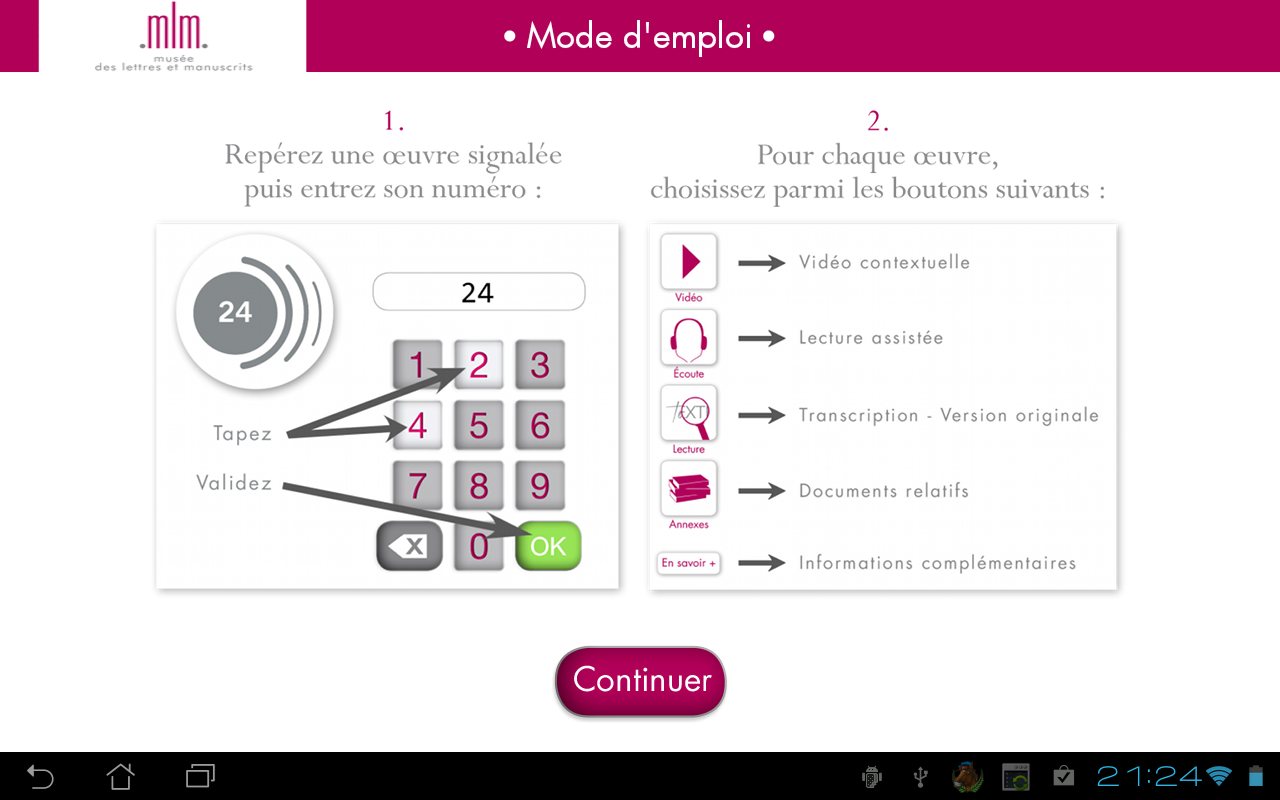 mlm.
musée
des lettres et manuscrits
• Mode d'emploi •
1.
Repérez une œuvre signalée
puis entrez son numéro :
24
24
1 2 3
4 5 6
7 8 9
0 OK
Tapez
Validez
2.
Pour chaque œuvre,
choisissez parmi les boutons suivants :
Vidéo
Vidéo contextuelle
Écoute
Lecture assistée
teXT
Lecture
Transcription - Version originale
Annexes
Documents relatifs
En savoir +
Informations complémentaires
Continuer
21:24